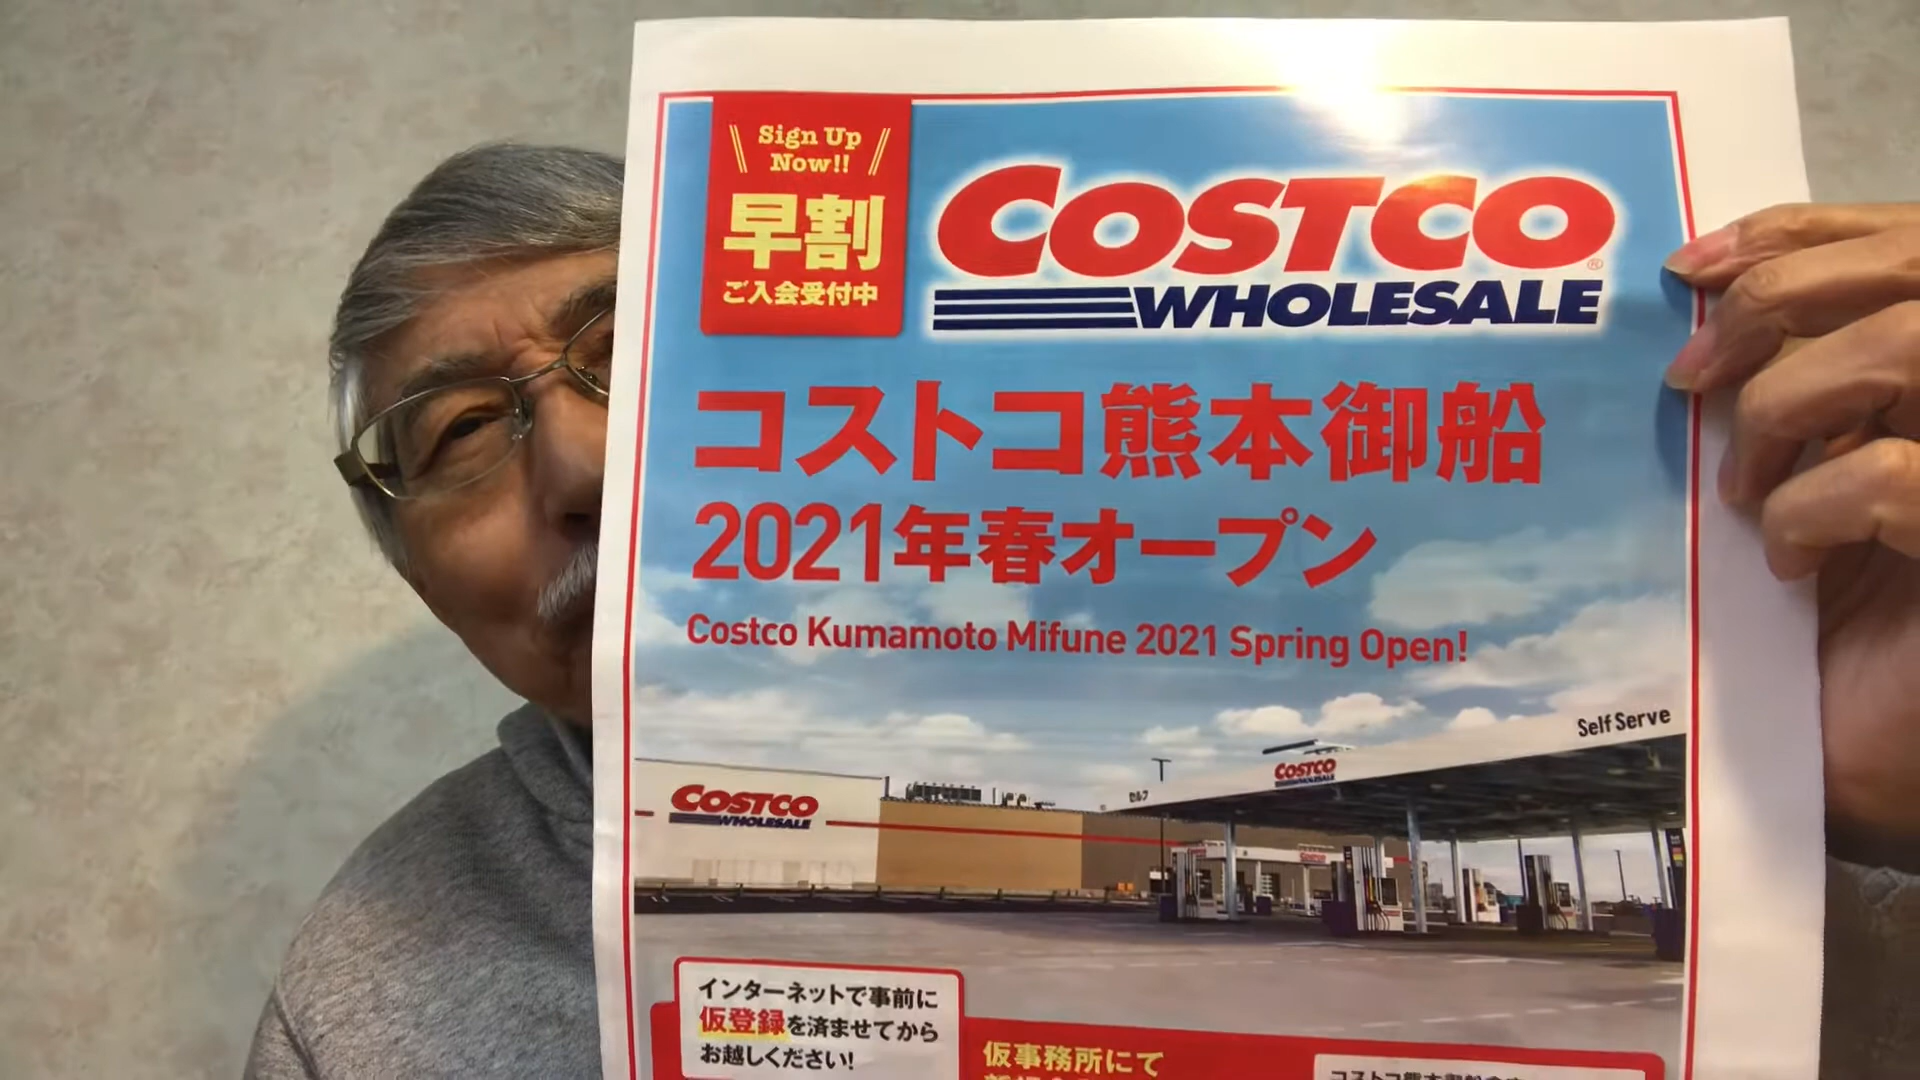 Sign Up
Now!!
早割
ご入会受付中
COSTCO
WHOLESALE
コストコ熊本御船
2021年春オープン
Costco Kumamoto Mifune 2021 Spring Open!
Self Serve
COSTCO
WHOLESALE
セルフ
COSTCO
WHOLESALE
インターネットで事前に
仮登録を済ませてから
お越しください!
仮事務所にて